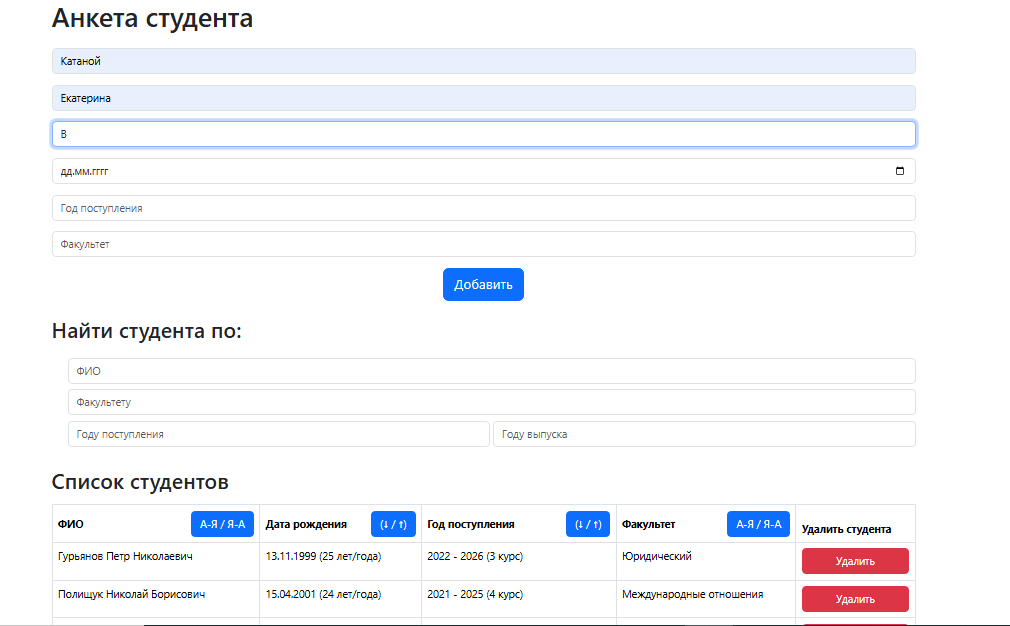 Анкета студента
Катаной
Екатерина
В
дд.мм.гггг
Год поступления
Факультет
Добавить
Найти студента по:
ФИО
Факультету
Году поступления Году выпуска
Список студентов
ФИО А-Я / Я-А Дата рождения (↓ / ↑) Год поступления (↓ / ↑) Факультет А-Я / Я-А Удалить студента
Гурьянов Петр Николаевич 13.11.1999 (25 лет/года) 2022 - 2026 (3 курс) Юридический Удалить
Полищук Николай Борисович 15.04.2001 (24 лет/года) 2021 - 2025 (4 курс) Международные отношения Удалить